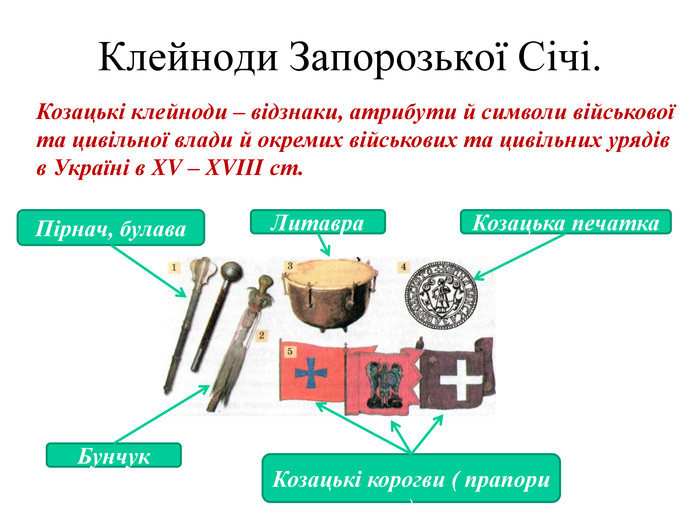 Клейноди Запорозької Січі.
Козацькі клейноди – відзнаки, атрибути й символи військової
та цивільної влади й окремих військових та цивільних урядів
в Україні в XV – XVIII ст.
Пірнач, булава
Литавра
Козацька печатка
1
3
4
2
5
Бунчук
Козацькі корогви ( прапори
)